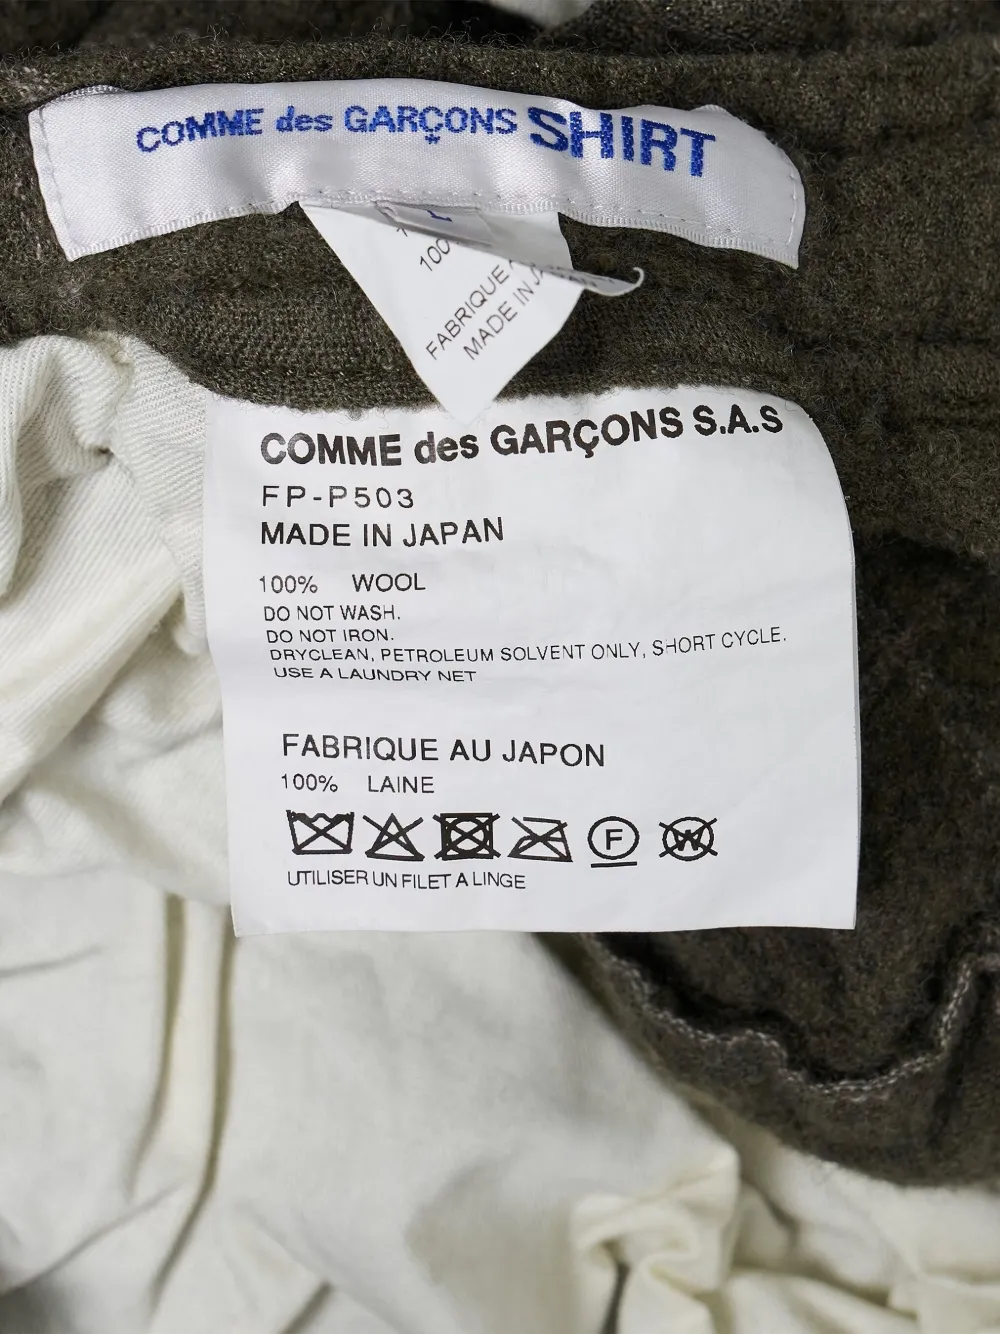 COMME des GARÇONS SHIRT
L
100
FABRIQUE
MADE IN JA
COMME des GARÇONS S.A.S
FP-P503
MADE IN JAPAN
100% WOOL
DO NOT WASH.
DO NOT IRON.
DRYCLEAN, PETROLEUM SOLVENT ONLY, SHORT CYCLE.
USE A LAUNDRY NET
FABRIQUE AU JAPON
100% LAINE
F W
UTILISER UN FILET A LINGE